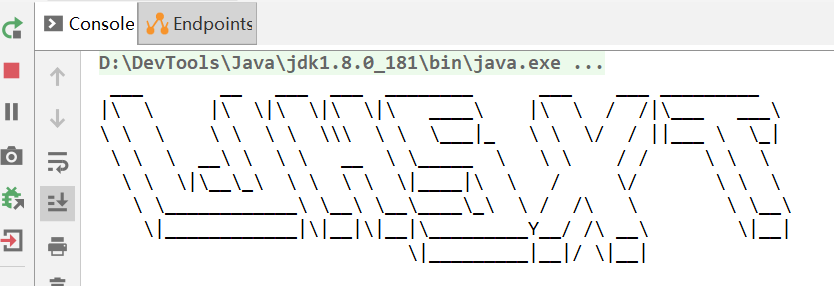 Console Endpoints
D:\DevTools\Java\jdk1.8.0_181\bin\java.exe ...